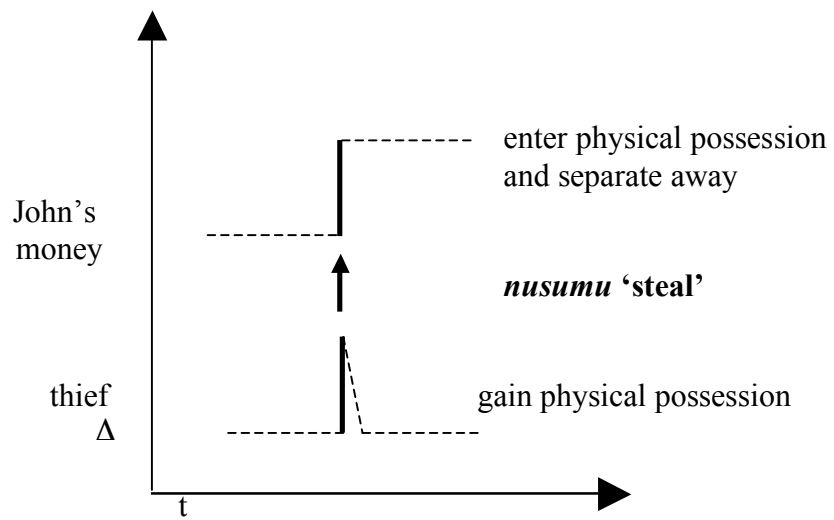 enter physical possession
and separate away
John’s
money
nusumu ‘steal’
thief
gain physical possession
Δ
t